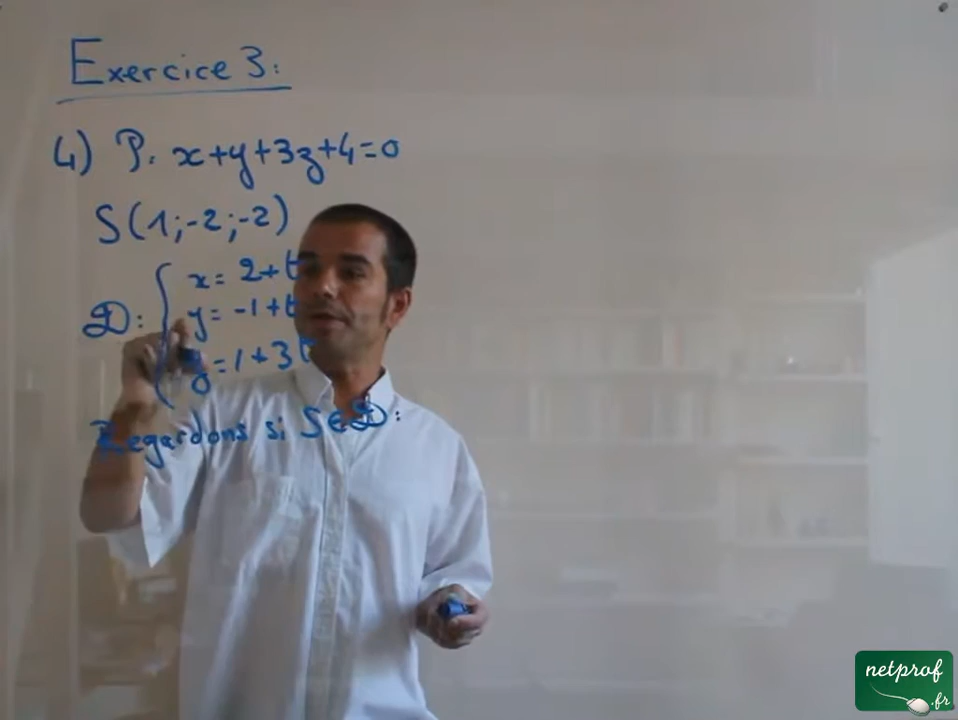 Exercice 3:
4) P: x+y+3z+4=0
S(1;-2;-2)
x = 2+t
D: y = -1+t
z = 1+3t
Regardons si S∈D:
netprof
.fr